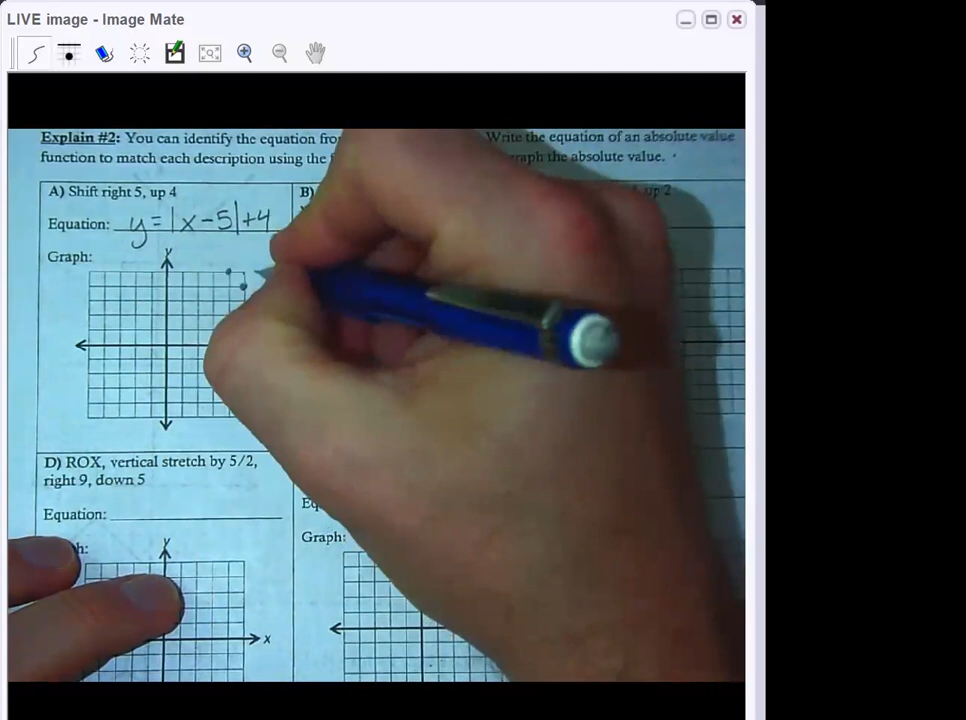 LIVE image - Image Mate
Explain #2: You can identify the equation Write the equation of an absolute value
function to match each description using the graph the absolute value.
A) Shift right 5, up 4
B)
up 2
Equation: y = |x-5|+4
Graph:
y
D) ROX, vertical stretch by 5/2,
right 9, down 5
Equation:
Graph:
y
x